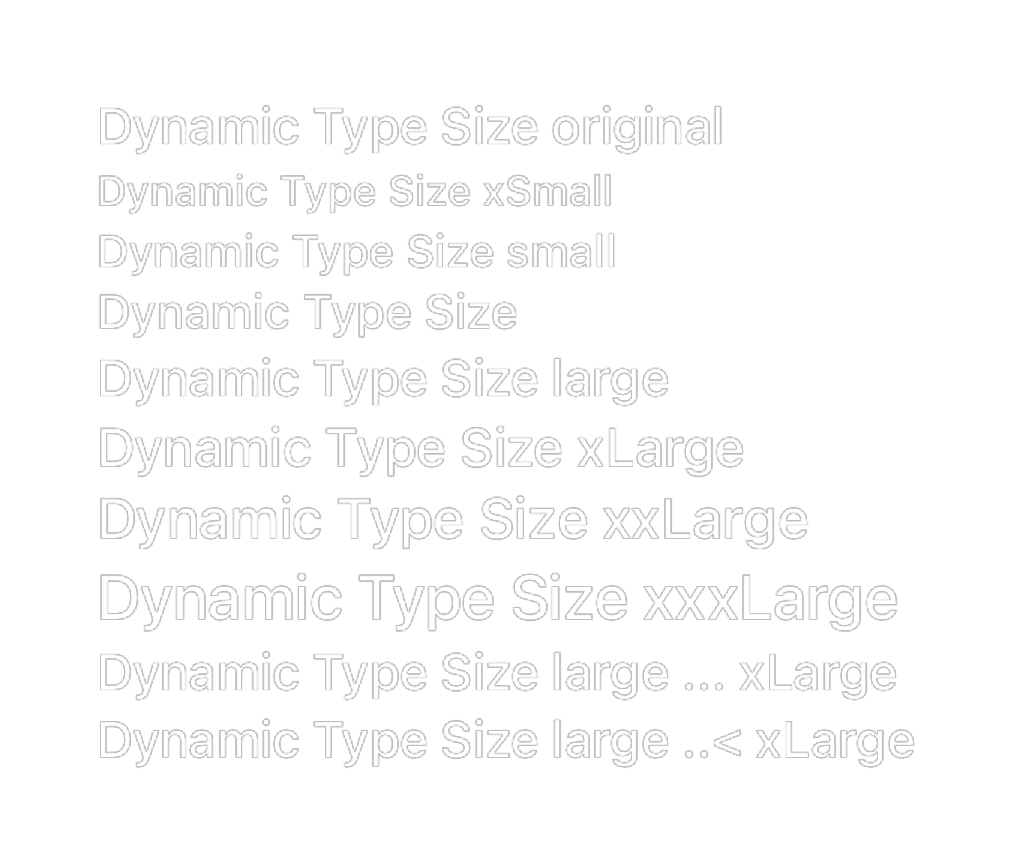 Dynamic Type Size original
Dynamic Type Size xSmall
Dynamic Type Size small
Dynamic Type Size
Dynamic Type Size large
Dynamic Type Size xLarge
Dynamic Type Size xxLarge
Dynamic Type Size xxxLarge
Dynamic Type Size large ... xLarge
Dynamic Type Size large ..< xLarge